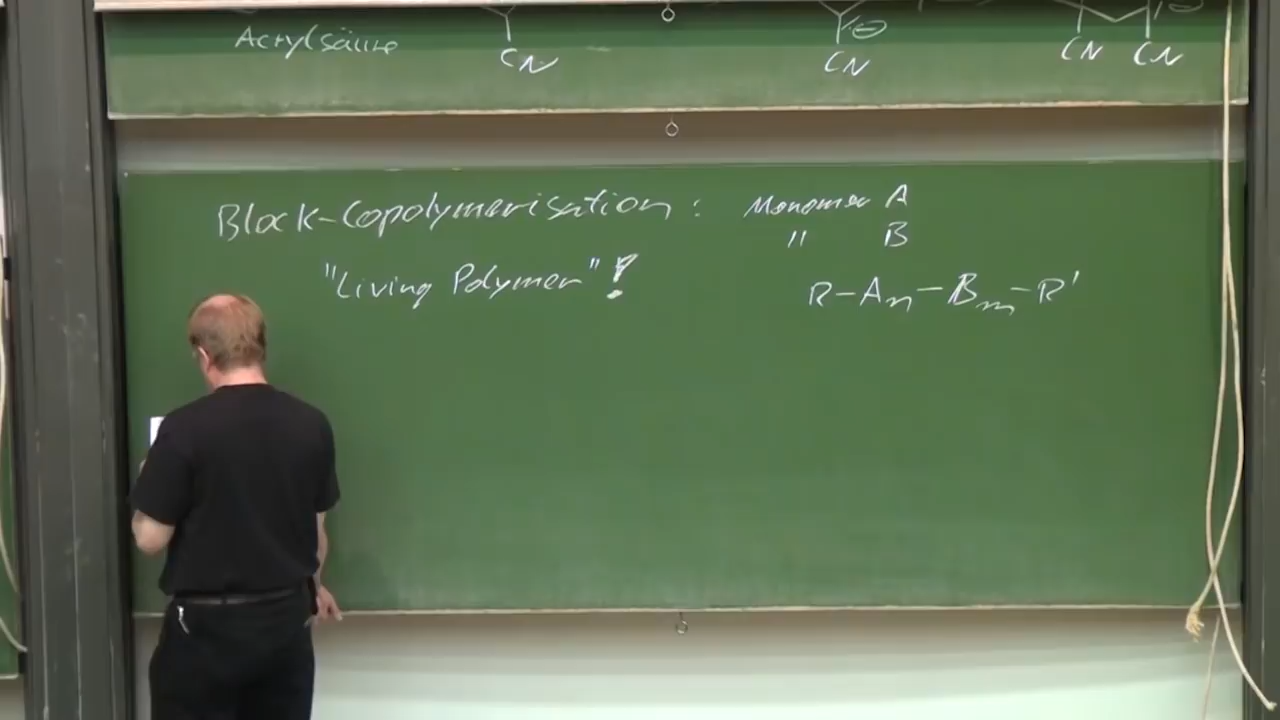 Acrylsäure
CN
⊖
CN
⊖
CN CN
Block-Copolymerisation: Monomer A
" B
"Living Polymer"!
R-Aₙ-Bₘ-R'